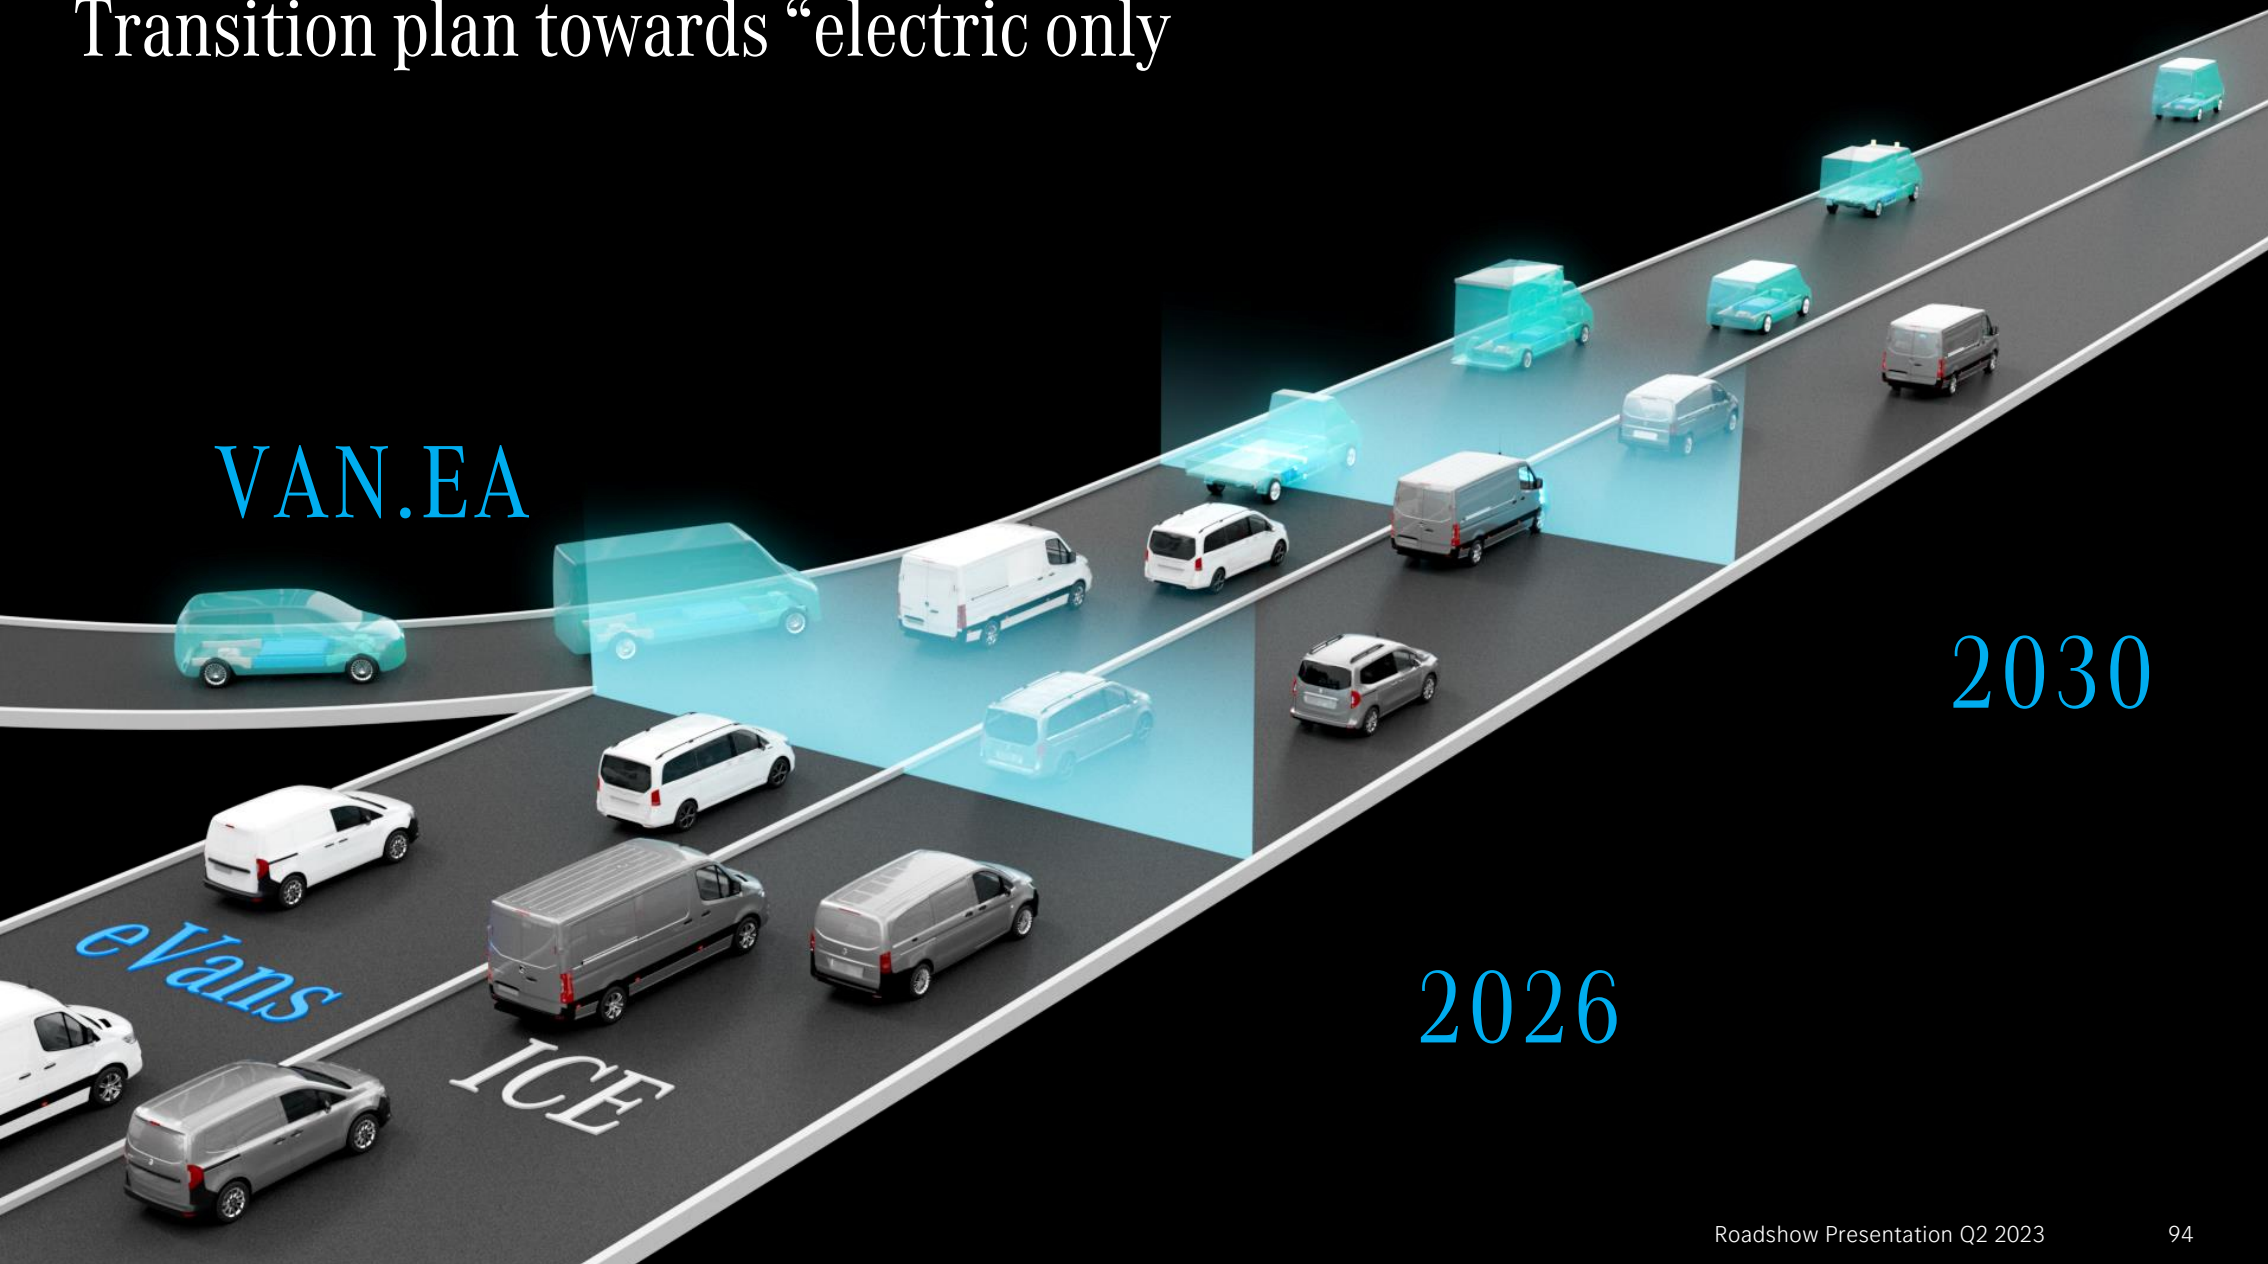 Transition plan towards “electric only
VAN.EA
2030
eVans
2026
ICE
Roadshow Presentation Q2 2023
94